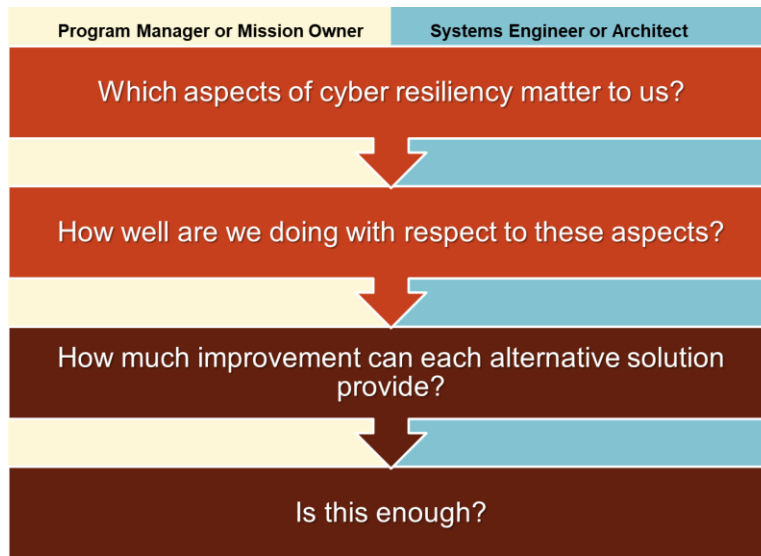 Program Manager or Mission Owner
Systems Engineer or Architect
Which aspects of cyber resiliency matter to us?
How well are we doing with respect to these aspects?
How much improvement can each alternative solution
provide?
Is this enough?